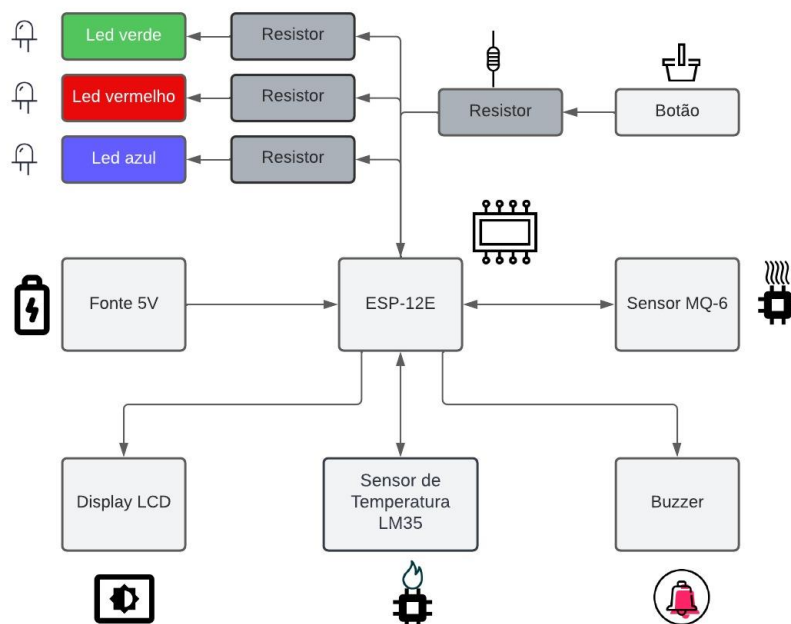 Led verde
Resistor
Led vermelho
Resistor
Resistor
Botão
Led azul
Resistor
Fonte 5V
ESP-12E
Sensor MQ-6
Display LCD
Sensor de
Temperatura
LM35
Buzzer